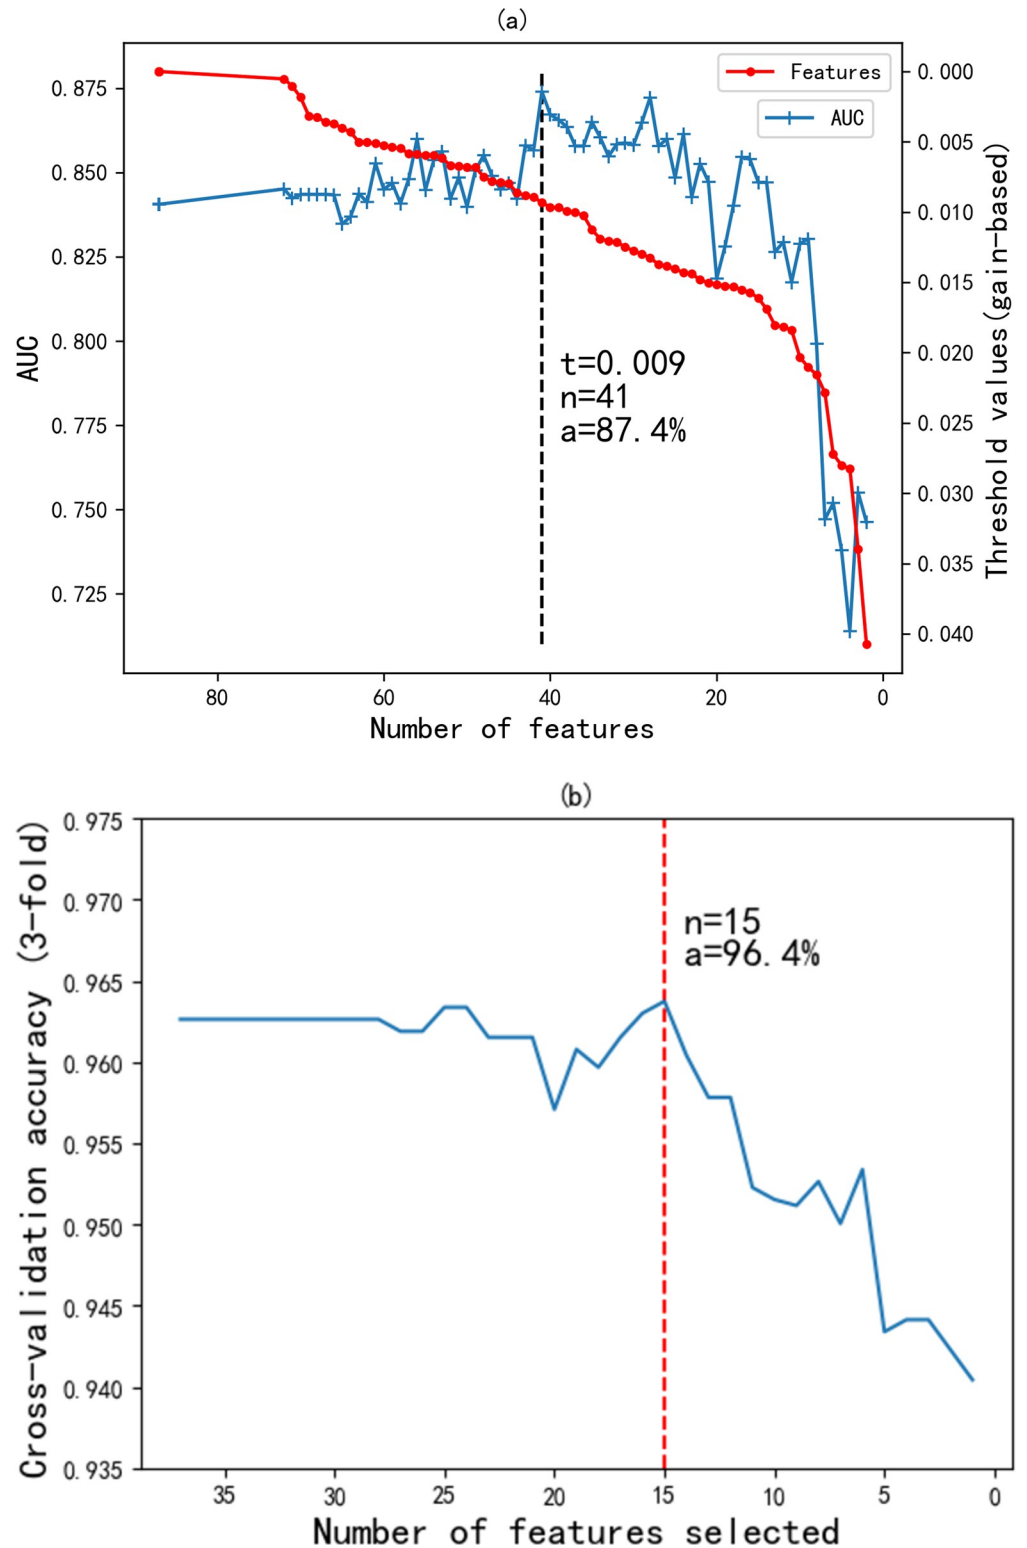 (a)
Features
AUC
0.875
0.850
0.825
0.800
0.775
0.750
0.725
AUC
0.000
0.005
0.010
0.015
0.020
0.025
0.030
0.035
0.040
Threshold values(gain-based)
t=0.009
n=41
a=87.4%
80 60 40 20 0
Number of features
(b)
0.975
0.970
0.965
0.960
0.955
0.950
0.945
0.940
0.935
Cross-validation accuracy (3-fold)
n=15
a=96.4%
35 30 25 20 15 10 5 0
Number of features selected